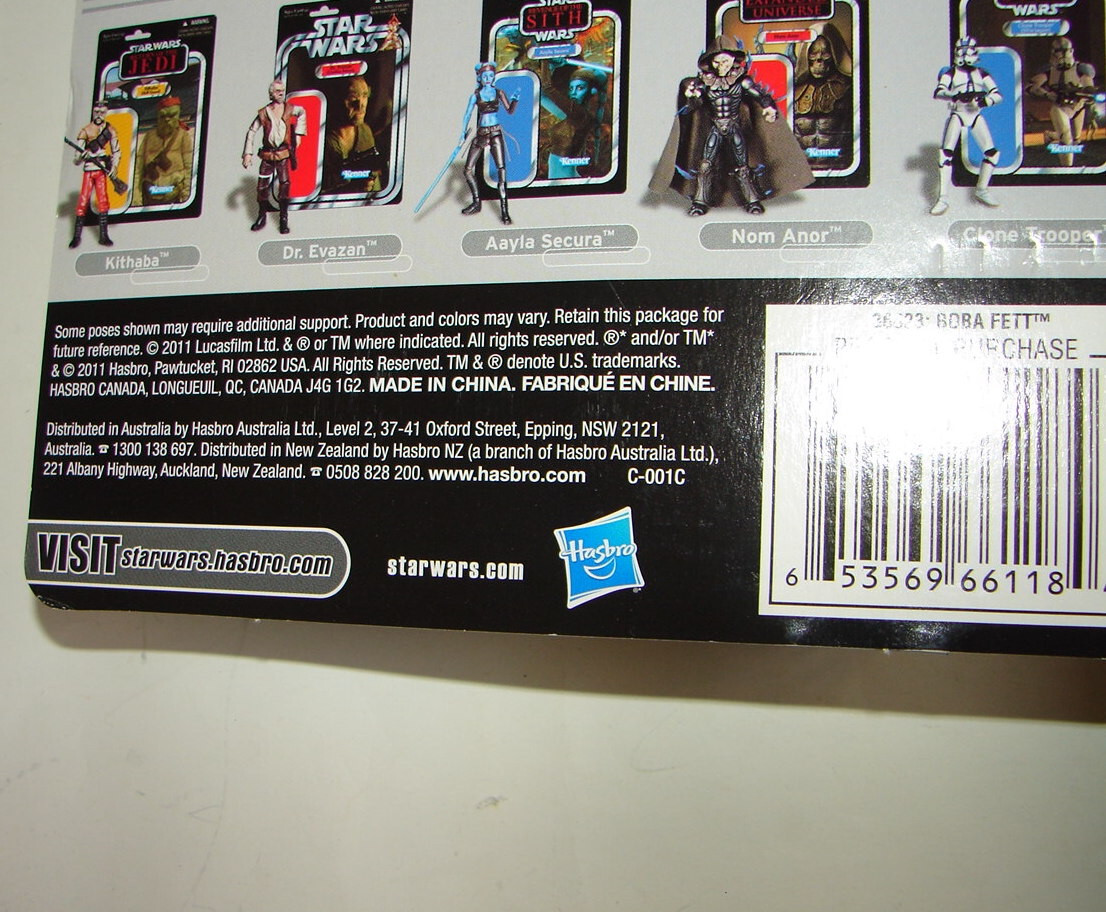 STAR WARS
JEDI
Kenner
STAR WARS
Kenner
SITH
WARS
Aayla Secura
Kenner
UNIVERSE
Nom Anor
Kenner
WARS
Kenner
Kithaba™
Dr. Evazan™
Aayla Secura™
Nom Anor™
Clone Trooper
Some poses shown may require additional support. Product and colors may vary. Retain this package for
future reference. © 2011 Lucasfilm Ltd. & ® or TM where indicated. All rights reserved. ®* and/or TM*
& © 2011 Hasbro, Pawtucket, RI 02862 USA. All Rights Reserved. TM & ® denote U.S. trademarks.
HASBRO CANADA, LONGUEUIL, QC, CANADA J4G 1G2. MADE IN CHINA. FABRIQUÉ EN CHINE.
Distributed in Australia by Hasbro Australia Ltd., Level 2, 37-41 Oxford Street, Epping, NSW 2121,
Australia. ☎ 1300 138 697. Distributed in New Zealand by Hasbro NZ (a branch of Hasbro Australia Ltd.),
221 Albany Highway, Auckland, New Zealand. ☎ 0508 828 200. www.hasbro.com C-001C
VISIT starwars.hasbro.com
starwars.com
Hasbro
BOBA FETT™
PURCHASE
6 53569 66118